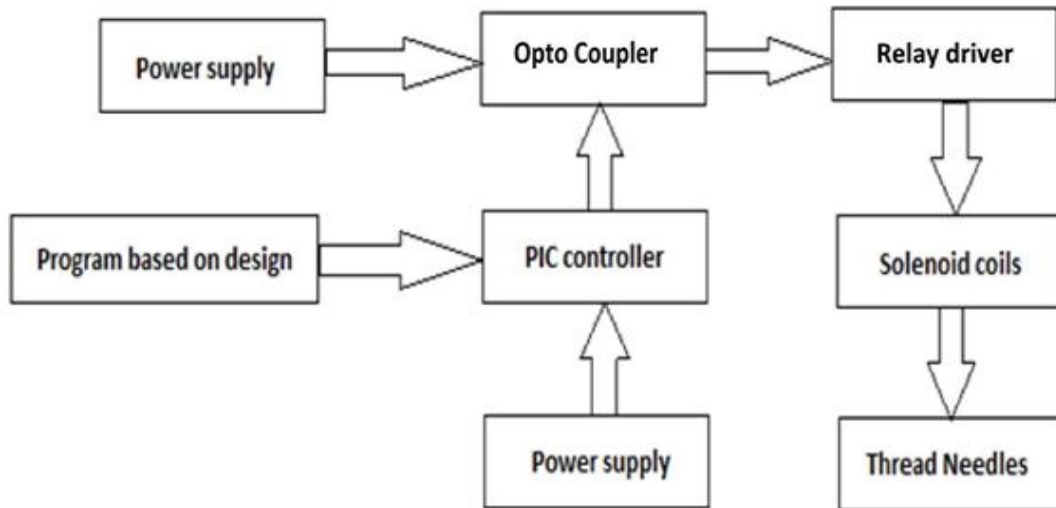 Power supply
Opto Coupler
Relay driver
Program based on design
PIC controller
Solenoid coils
Power supply
Thread Needles